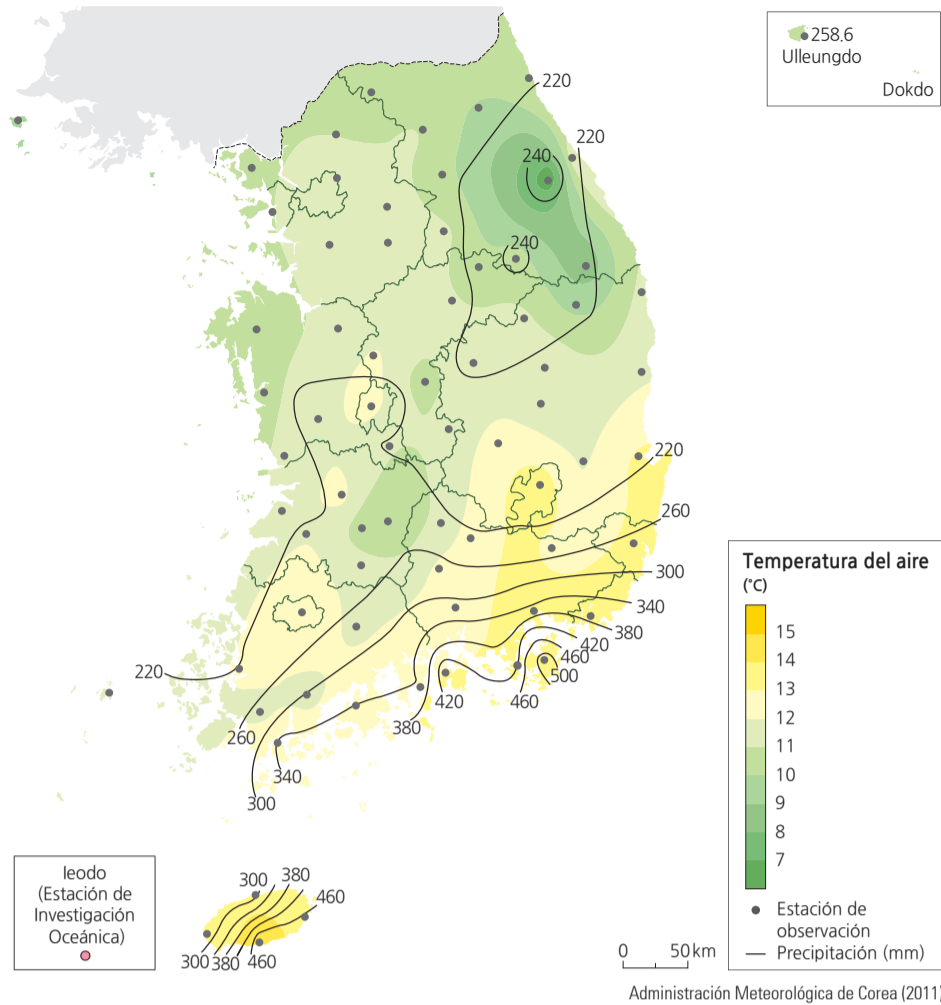 258.6
Ulleungdo
Dokdo
220
220
240
240
220
260
300
340
380
420
460
500
460
420
380
220
260
340
300
Ieodo
(Estación de
Investigación
Oceánica)
300
380
460
300
380
460
Temperatura del aire
(°C)
15
14
13
12
11
10
9
8
7
Estación de
observación
Precipitación (mm)
0 50 km
Administración Meteorológica de Corea (2011)